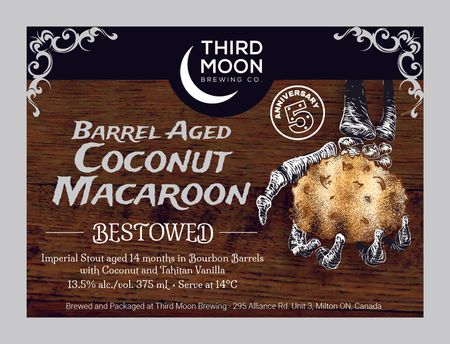 THIRD
MOON
BREWING CO.
ANNIVERSARY
5
BARREL AGED
COCONUT
MACAROON
BESTOWED
Imperial Stout aged 14 months in Bourbon Barrels
with Coconut and Tahitan Vanilla
13.5% alc./vol. 375 mL • Serve at 14°C
Brewed and Packaged at Third Moon Brewing - 295 Alliance Rd. Unit 3, Milton ON, Canada